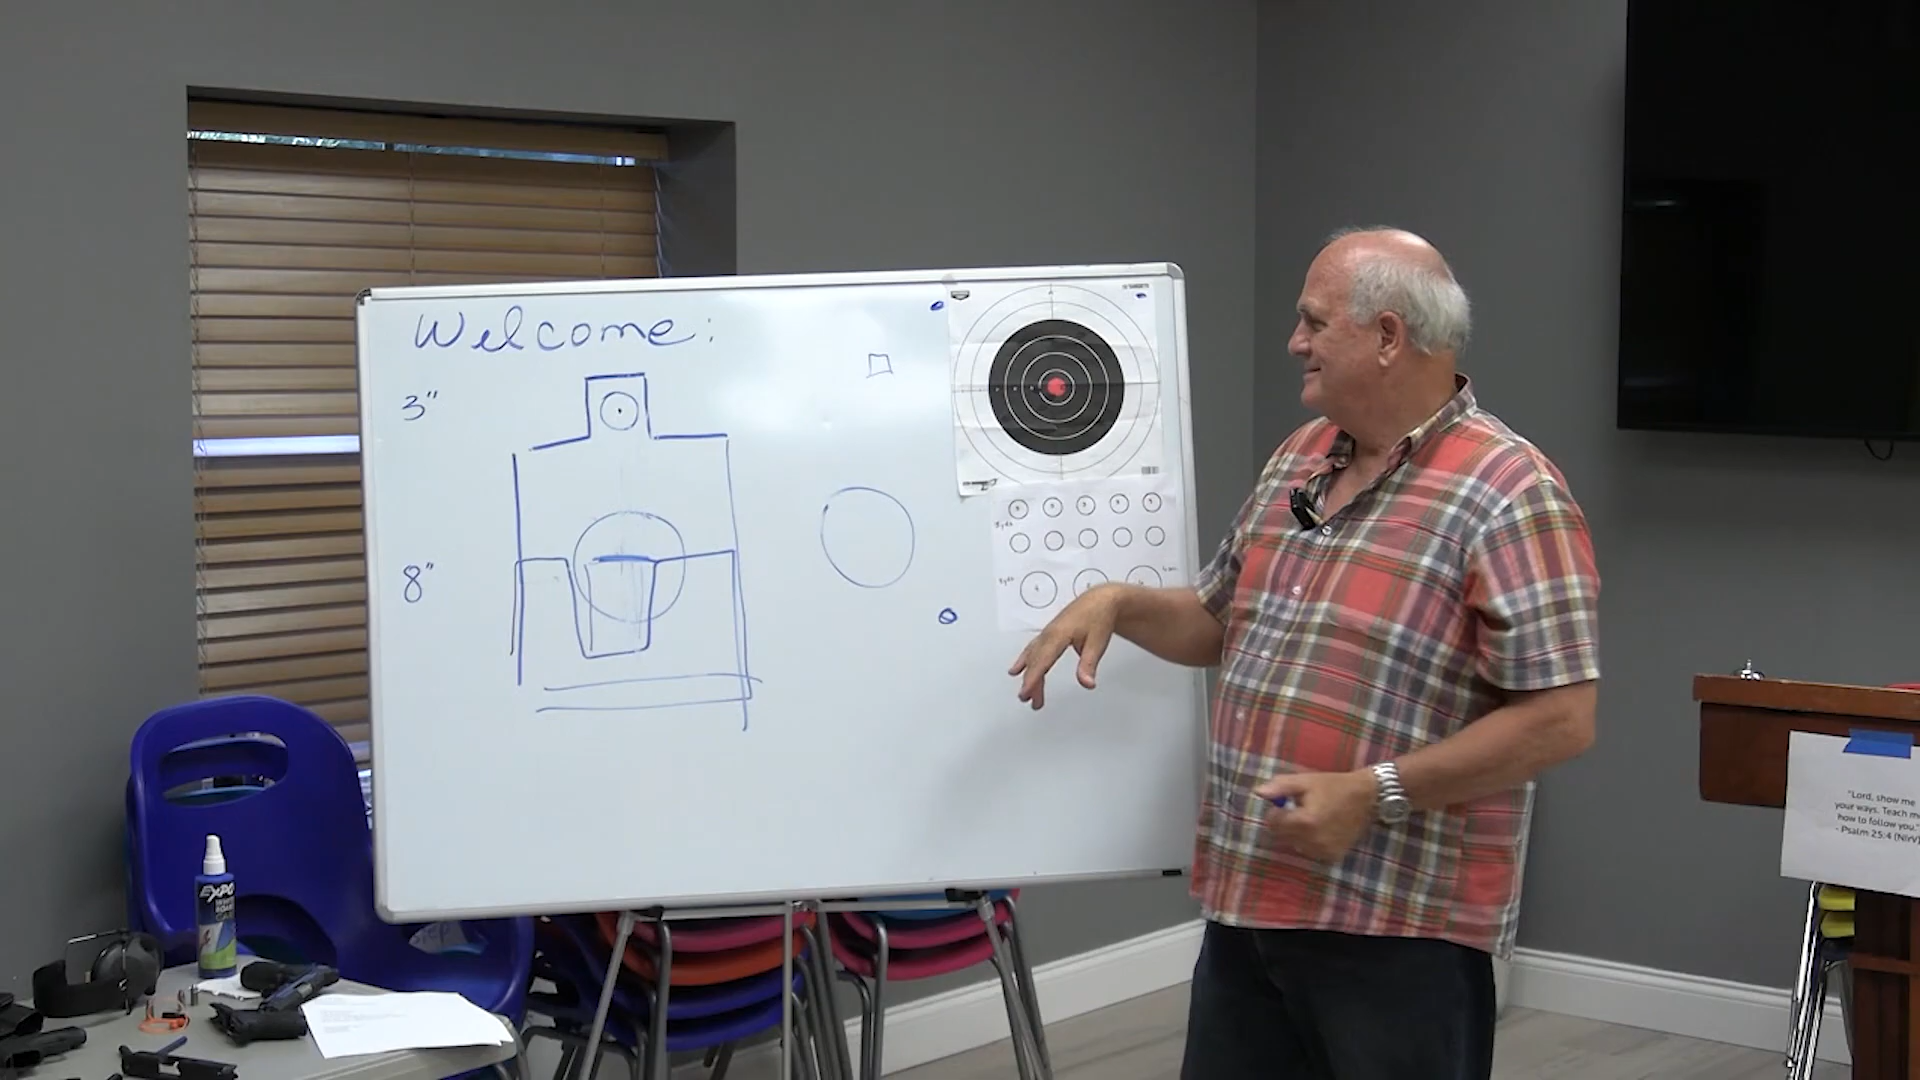 Welcome:
3"
8"
EXPO
"Lord, show me
your ways. Teach me
how to follow you."
- Psalm 25:4 (NIrV)